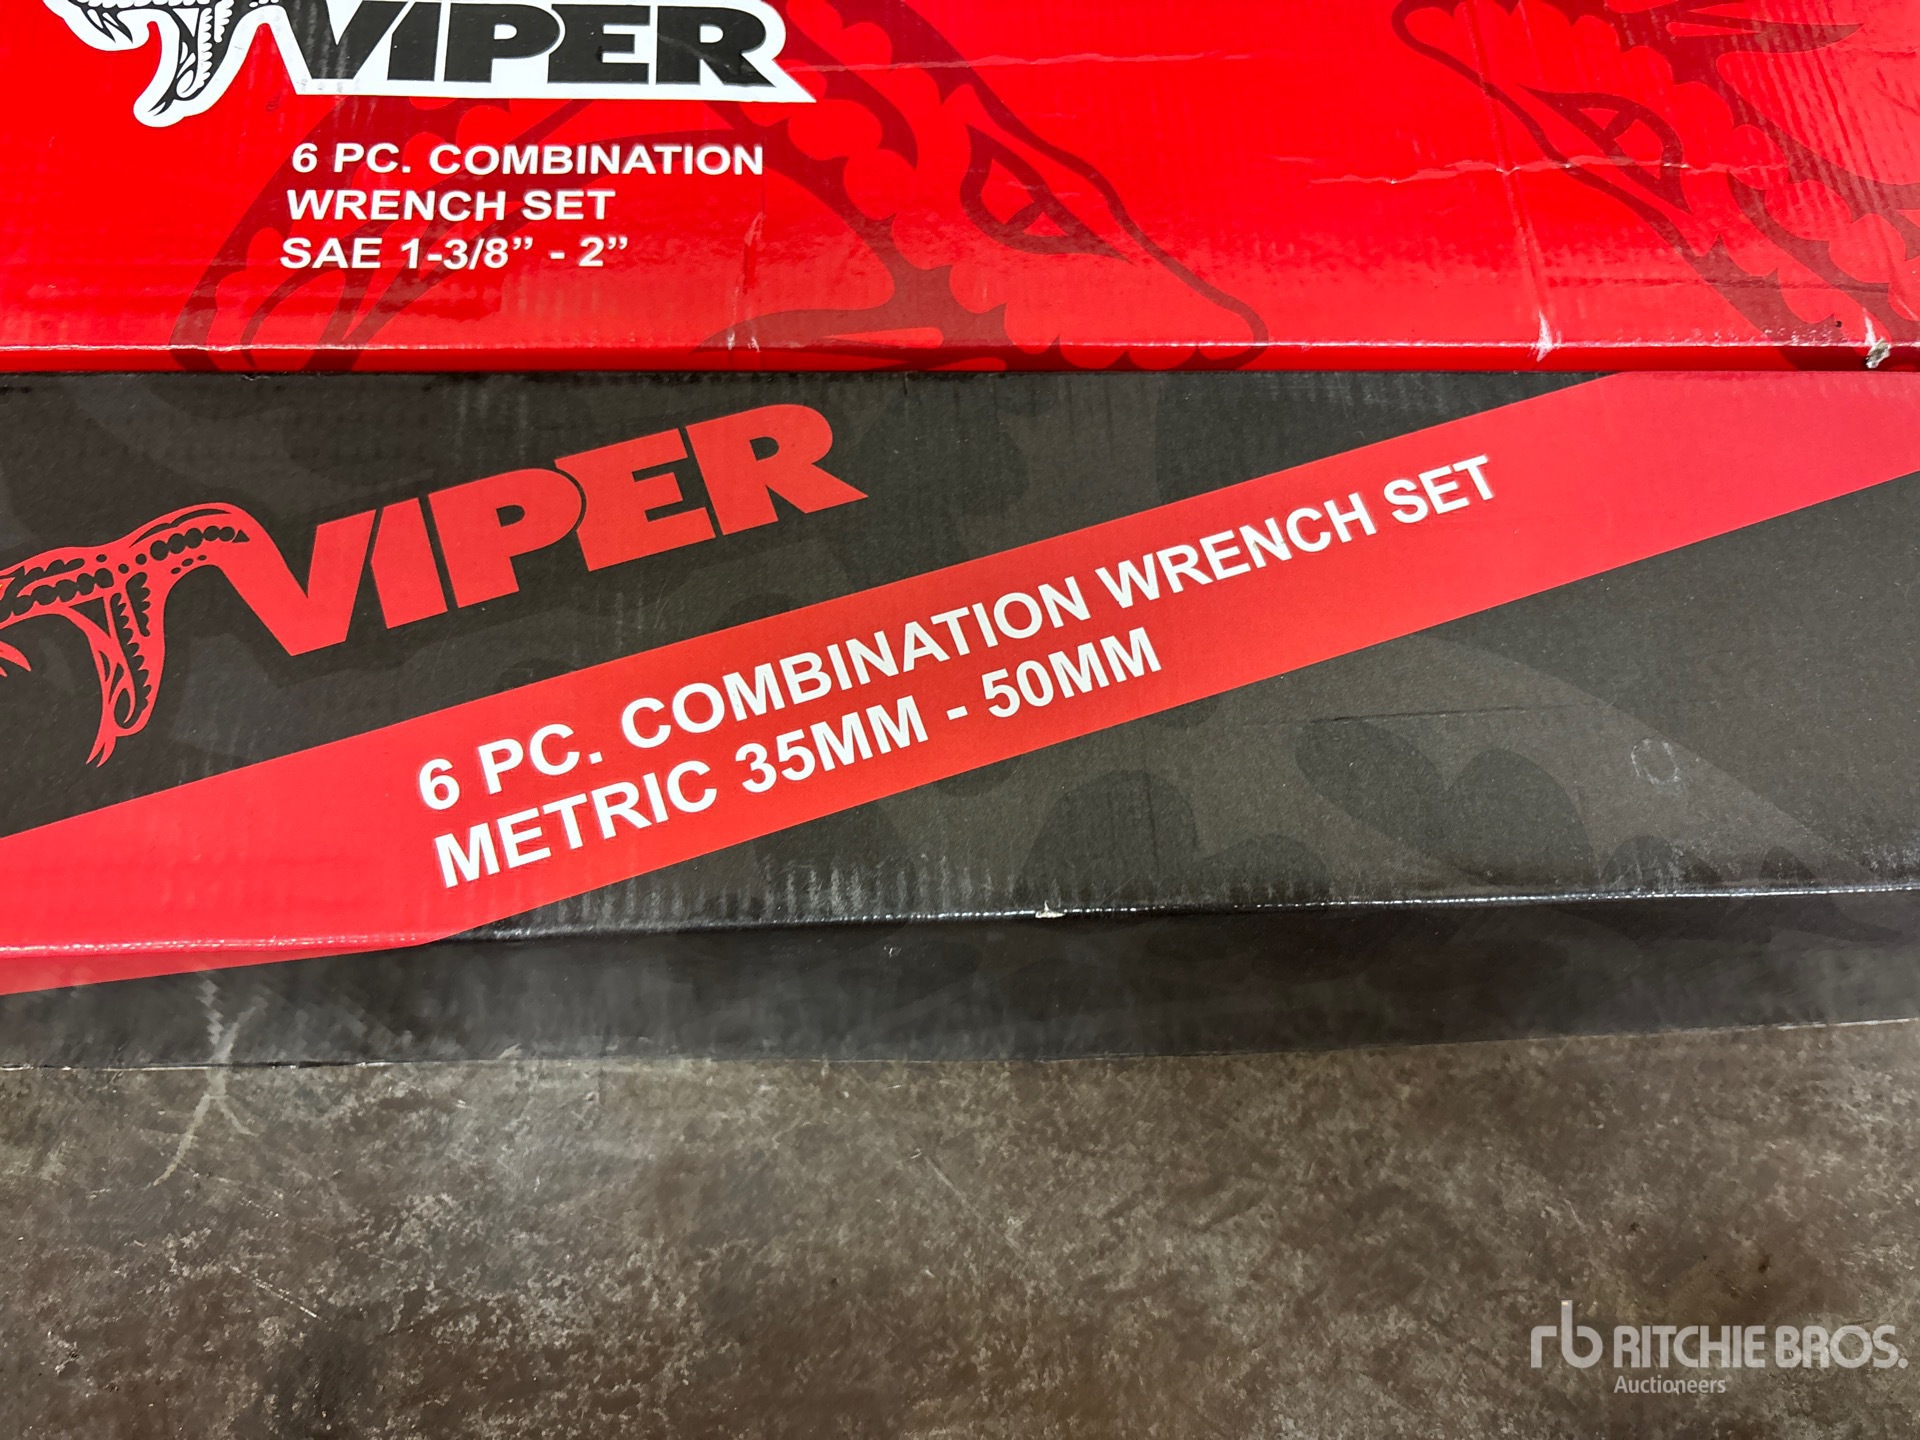 VIPER
6 PC. COMBINATION
WRENCH SET
SAE 1-3/8” - 2”
VIPER
6 PC. COMBINATION WRENCH SET
METRIC 35MM - 50MM
rb RITCHIE BROS.
Auctioneers